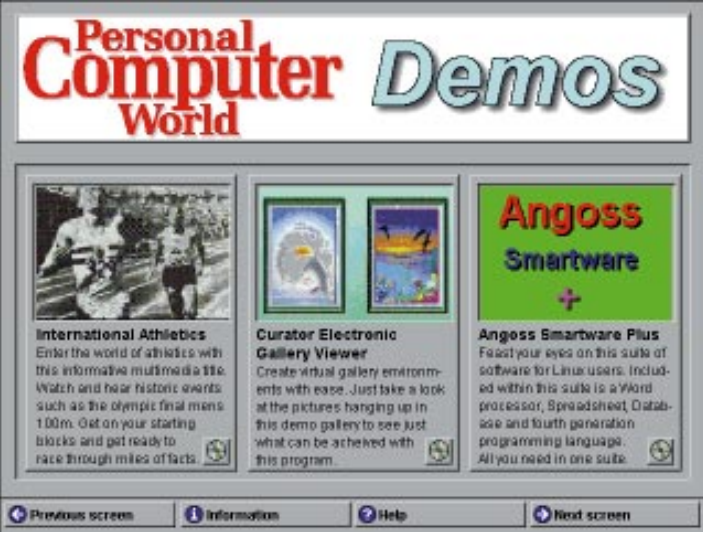 Personal
Computer
World
Demos
International Athletics
Enter the world of athletics with
this informative multimedia title.
Watch and hear historic events
such as the olympic final mens
100m. Get on your starting
blocks and get ready to
race through miles of facts.
Curator Electronic
Gallery Viewer
Create virtual gallery environm-
ents with ease. Just take a look
at the pictures hanging up in
this demo gallery to see just
what can be acheived with
this program.
Angoss
Smartware
+
Angoss Smartware Plus
Feast your eyes on this suite of
software for Linux users. Includ-
ed within this suite is a Word
processor, Spreadsheet, Datab-
ase and fourth generation
programming language.
All you need in one suite.
Previous screen
Information
Help
Next screen